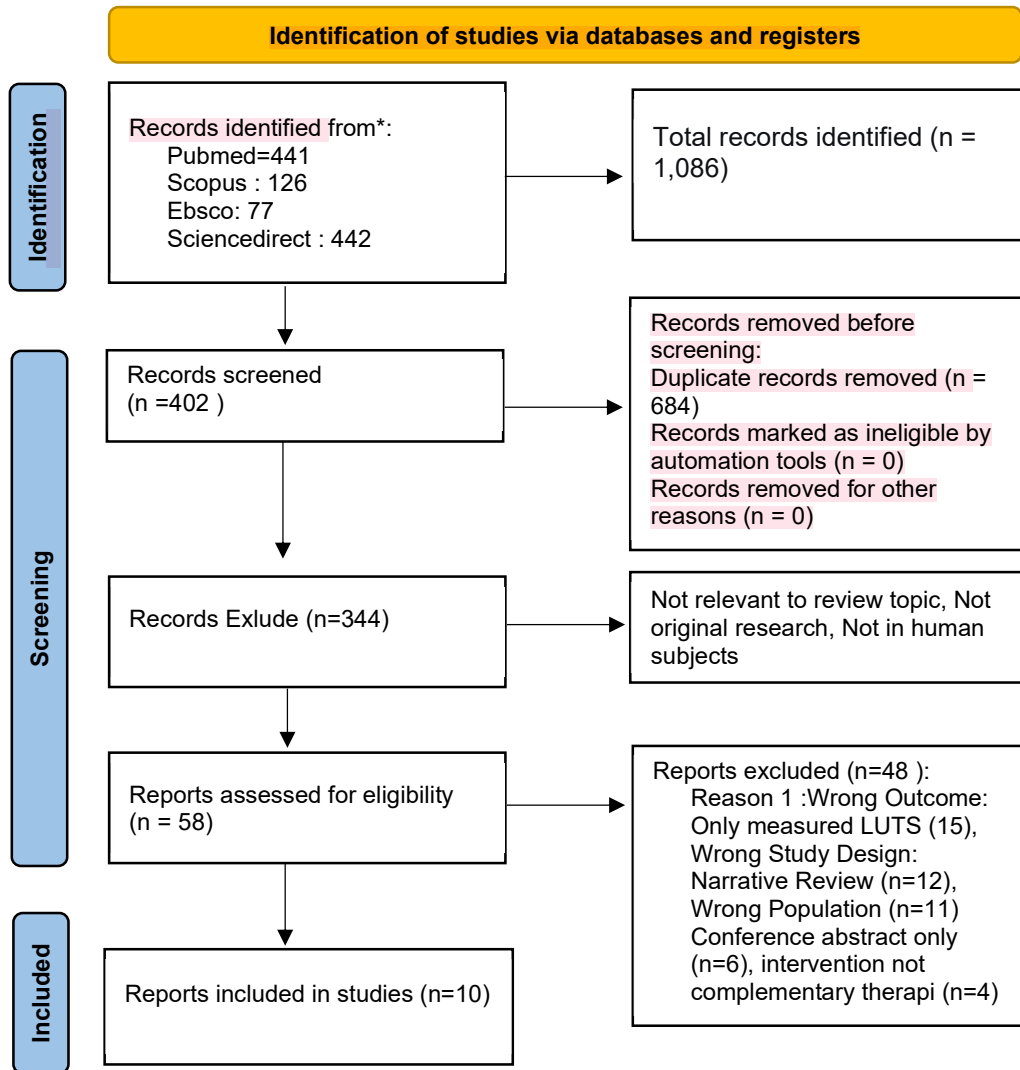 Identification of studies via databases and registers
Identification
Records identified from*:
Pubmed=441
Scopus : 126
Ebsco: 77
Sciencedirect : 442
Total records identified (n =
1,086)
Screening
Records screened
(n =402 )
Records removed before
screening:
Duplicate records removed (n =
684)
Records marked as ineligible by
automation tools (n = 0)
Records removed for other
reasons (n = 0)
Records Exlude (n=344)
Not relevant to review topic, Not
original research, Not in human
subjects
Reports assessed for eligibility
(n = 58)
Reports excluded (n=48 ):
Reason 1 :Wrong Outcome:
Only measured LUTS (15),
Wrong Study Design:
Narrative Review (n=12),
Wrong Population (n=11)
Conference abstract only
(n=6), intervention not
complementary therapi (n=4)
Included
Reports included in studies (n=10)